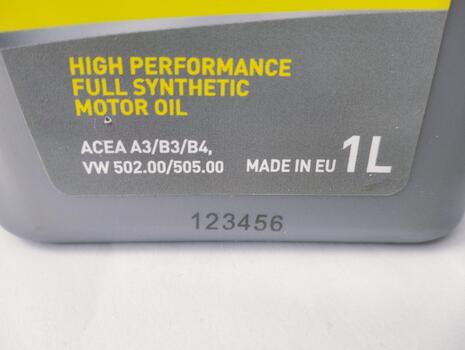 HIGH PERFORMANCE
FULL SYNTHETIC
MOTOR OIL
ACEA A3/B3/B4,
VW 502.00/505.00 MADE IN EU 1L
123456